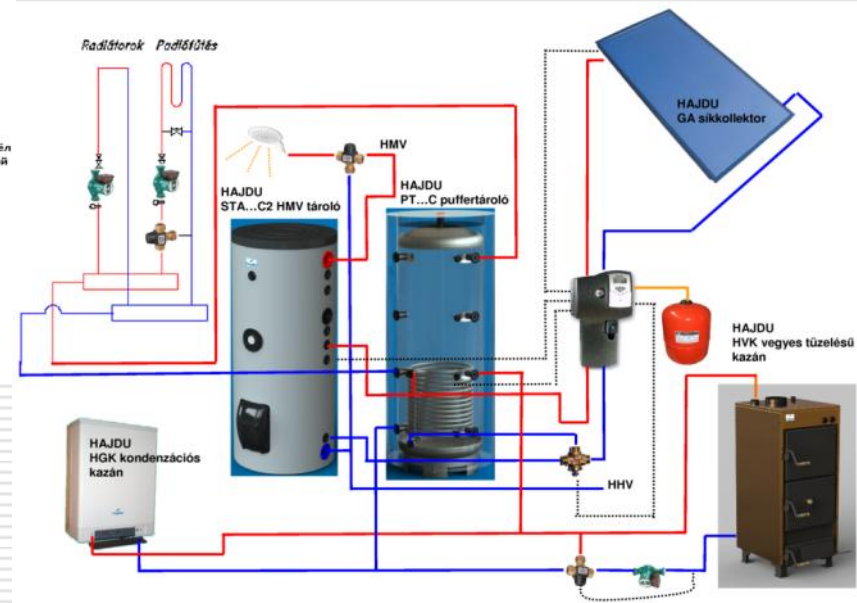 Radiátorok Padlófűtés
HAJDU
GA síkkollektor
HMV
HAJDU
STA...C2 HMV tároló
HAJDU
PT...C puffertároló
HAJDU
HVK vegyes tüzelésű
kazán
HAJDU
HGK kondenzációs
kazán
HHV